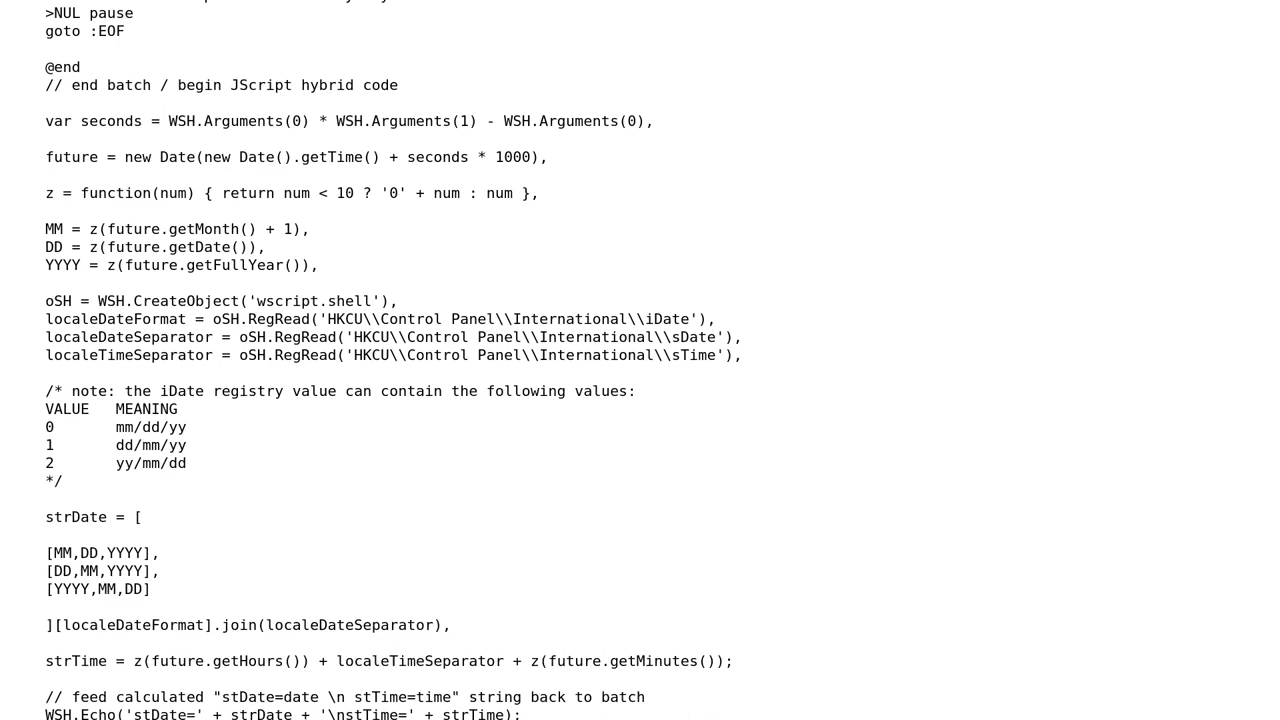 >NUL pause
goto :EOF
@end
// end batch / begin JScript hybrid code
var seconds = WSH.Arguments(0) * WSH.Arguments(1) - WSH.Arguments(0),
future = new Date(new Date().getTime() + seconds * 1000),
z = function(num) { return num < 10 ? '0' + num : num },
MM = z(future.getMonth() + 1),
DD = z(future.getDate()),
YYYY = z(future.getFullYear()),
oSH = WSH.CreateObject('wscript.shell'),
localeDateFormat = oSH.RegRead('HKCU\\Control Panel\\International\\iDate'),
localeDateSeparator = oSH.RegRead('HKCU\\Control Panel\\International\\sDate'),
localeTimeSeparator = oSH.RegRead('HKCU\\Control Panel\\International\\sTime'),
/* note: the iDate registry value can contain the following values:
VALUE   MEANING
0       mm/dd/yy
1       dd/mm/yy
2       yy/mm/dd
*/
strDate = [
[MM,DD,YYYY],
[DD,MM,YYYY],
[YYYY,MM,DD]
][localeDateFormat].join(localeDateSeparator),
strTime = z(future.getHours()) + localeTimeSeparator + z(future.getMinutes());
// feed calculated "stDate=date \n stTime=time" string back to batch
WSH.Echo('stDate=' + strDate + '\nstTime=' + strTime);